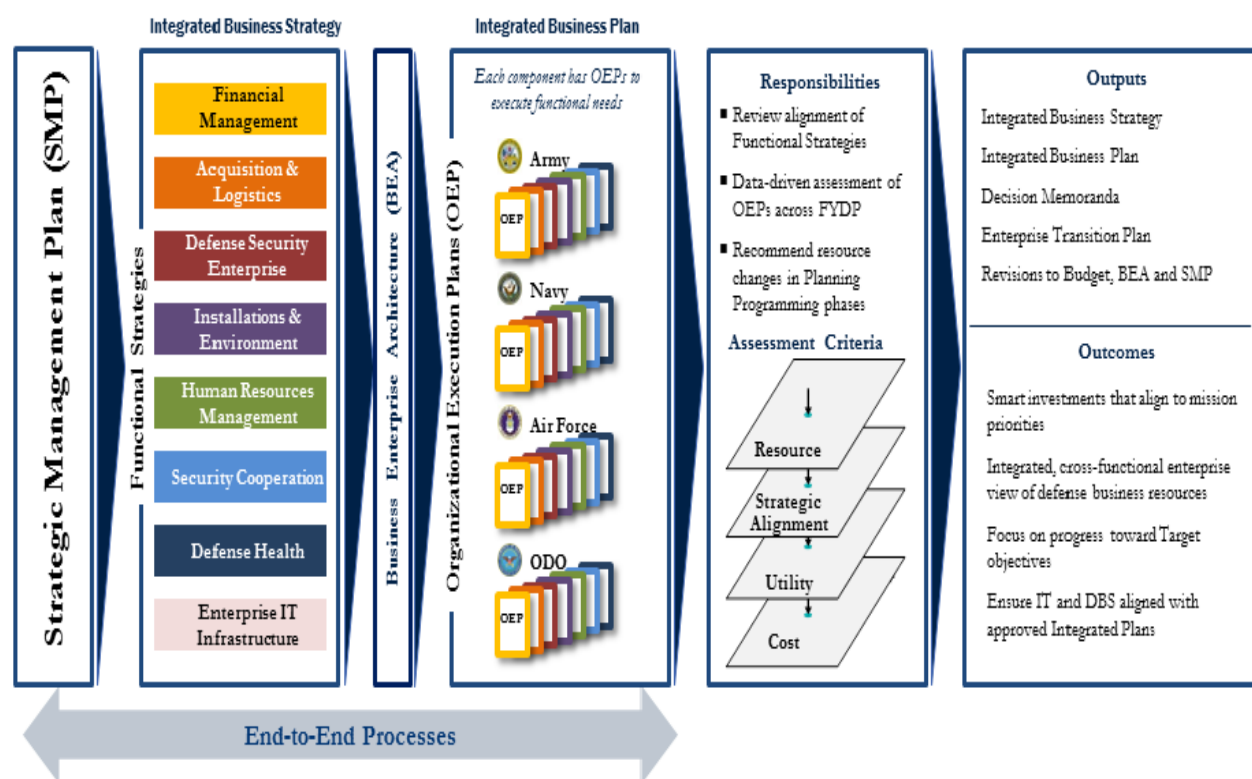 Integrated Business Strategy
Integrated Business Plan
Strategic Management Plan (SMP)
Functional Strategies
Financial
Management
Acquisition &
Logistics
Defense Security
Enterprise
Installations &
Environment
Human Resources
Management
Security Cooperation
Defense Health
Enterprise IT
Infrastructure
Business Enterprise Architecture (BEA)
Organizational Execution Plans (OEP)
Each component has OEPs to
execute functional needs
Army
OEP
Navy
OEP
Air Force
OEP
ODO
OEP
Responsibilities
▪ Review alignment of
Functional Strategies
▪ Data-driven assessment of
OEPs across FYDP
▪ Recommend resource
changes in Planning
Programming phases
Assessment Criteria
Resource
Strategic
Alignment
Utility
Cost
Outputs
Integrated Business Strategy
Integrated Business Plan
Decision Memoranda
Enterprise Transition Plan
Revisions to Budget, BEA and SMP
Outcomes
Smart investments that align to mission
priorities
Integrated, cross-functional enterprise
view of defense business resources
Focus on progress toward Target
objectives
Ensure IT and DBS aligned with
approved Integrated Plans
End-to-End Processes